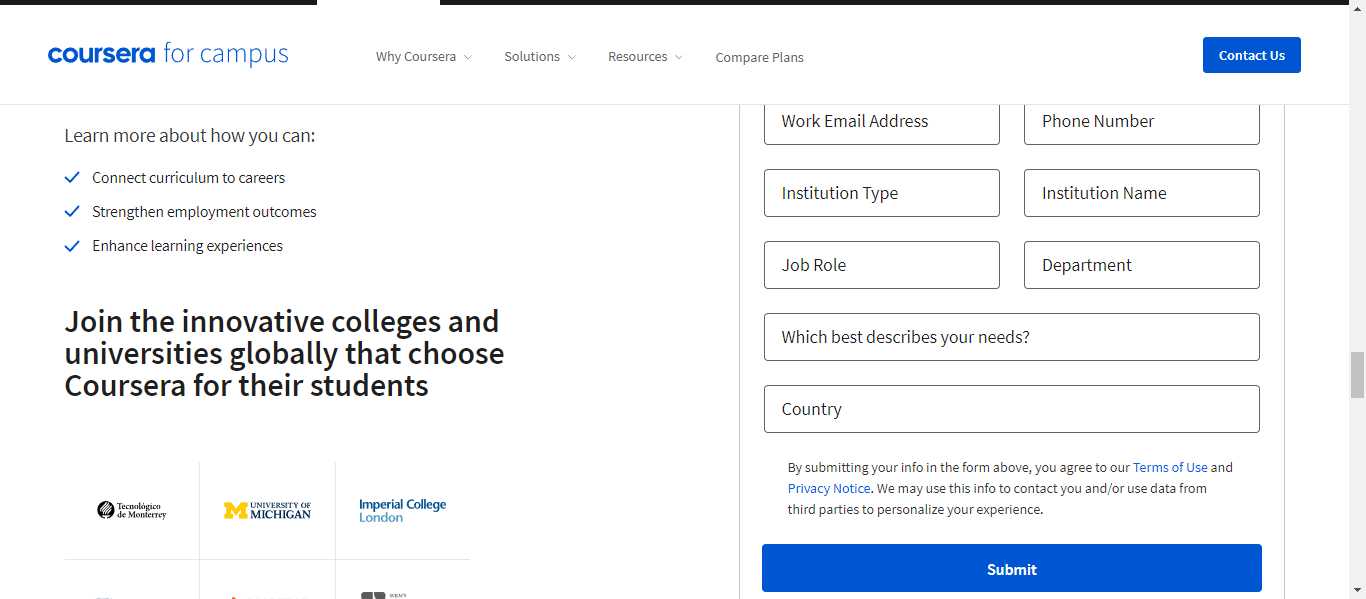 coursera for campus
Why Coursera
Solutions
Resources
Compare Plans
Contact Us
Learn more about how you can:
Connect curriculum to careers
Strengthen employment outcomes
Enhance learning experiences
Join the innovative colleges and
universities globally that choose
Coursera for their students
Tecnológico
de Monterrey
UNIVERSITY OF
MICHIGAN
Imperial College
London
SVKM'S
Work Email Address
Phone Number
Institution Type
Institution Name
Job Role
Department
Which best describes your needs?
Country
By submitting your info in the form above, you agree to our Terms of Use and
Privacy Notice. We may use this info to contact you and/or use data from
third parties to personalize your experience.
Submit